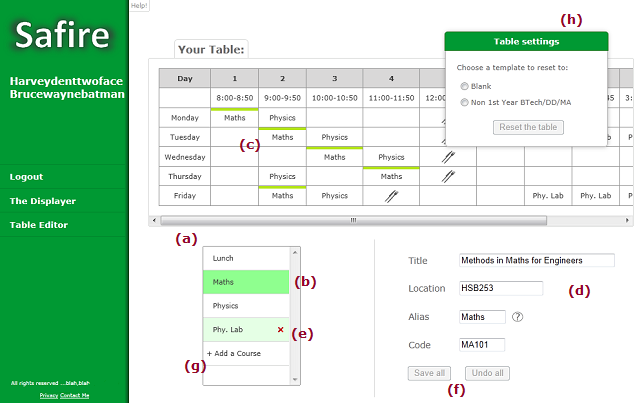 Safire
Harveydenttwoface
Brucewaynebatman
Logout
The Displayer
Table Editor
All rights reserved ...blah,blah
Privacy Contact Me
Help!
Your Table:
Day 1 2 3 4
8:00-8:50 9:00-9:50 10:00-10:50 11:00-11:50 12:00 45 3:
Monday Maths Physics
Tuesday Maths Physics Phy. Lab Phy.
Wednesday Maths Physics
Thursday Physics Maths
Friday Maths Physics Phy. Lab Phy. Lab Phy.
(c)
(h)
Table settings
Choose a template to reset to:
Blank
Non 1st Year BTech/DD/MA
Reset the table
(a)
Lunch
Maths
(b)
Physics
Phy. Lab x
(e)
+ Add a Course
(g)
Title Methods in Maths for Engineers
Location HSB253
(d)
Alias Maths ?
Code MA101
Save all Undo all
(f)